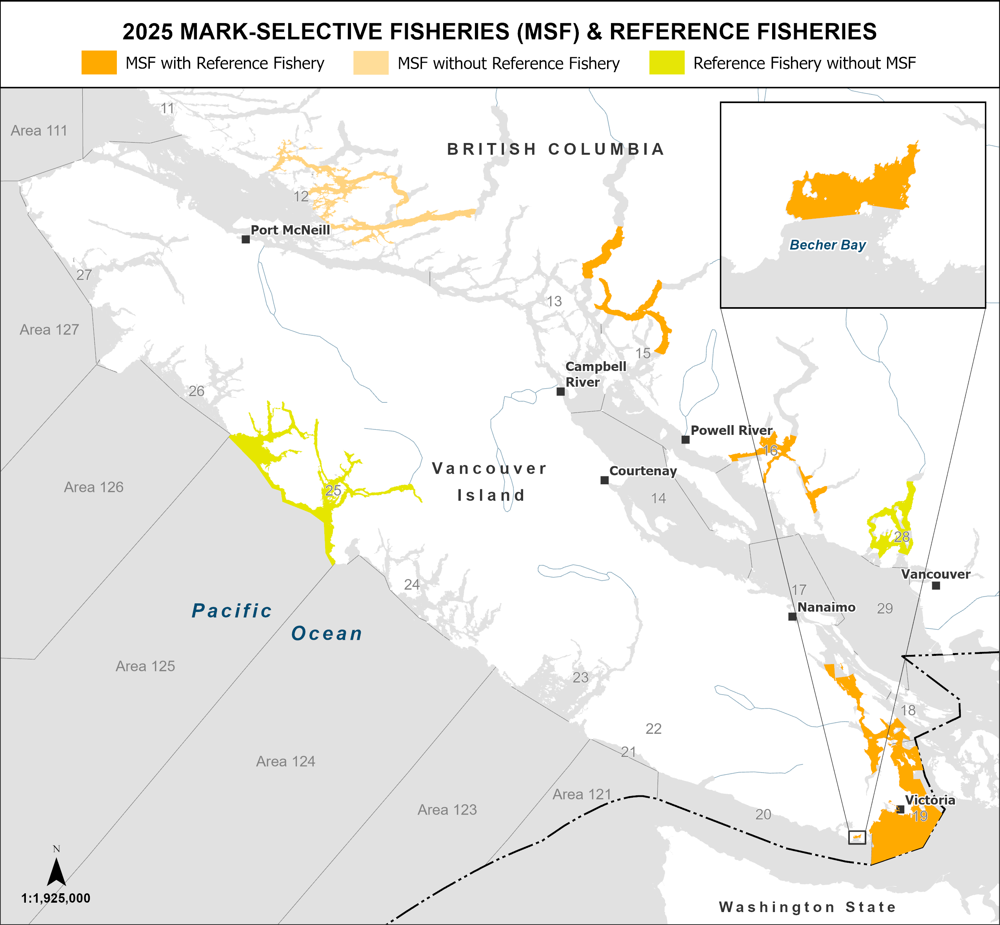 2025 MARK-SELECTIVE FISHERIES (MSF) & REFERENCE FISHERIES
MSF with Reference Fishery
MSF without Reference Fishery
Reference Fishery without MSF
11
Area 111
BRITISH COLUMBIA
12
Port McNeill
Becher Bay
27
13
Area 127
15
Campbell
River
26
Powell River
16
Vancouver
Island
Courtenay
Area 126
25
14
28
Vancouver
24
17
Pacific
Ocean
Nanaimo
29
Area 125
23
18
22
21
Area 124
Area 121
Area 123
20
Victoria
19
N
1:1,925,000
Washington State